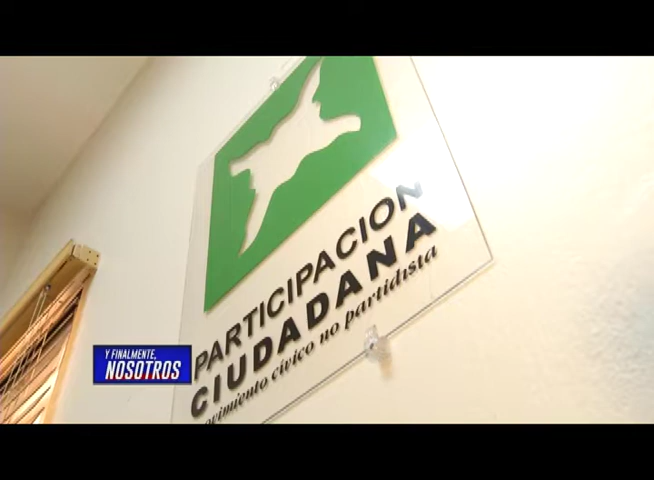 PARTICIPACION
CIUDADANA
movimiento cívico no partidista
Y FINALMENTE,
NOSOTROS